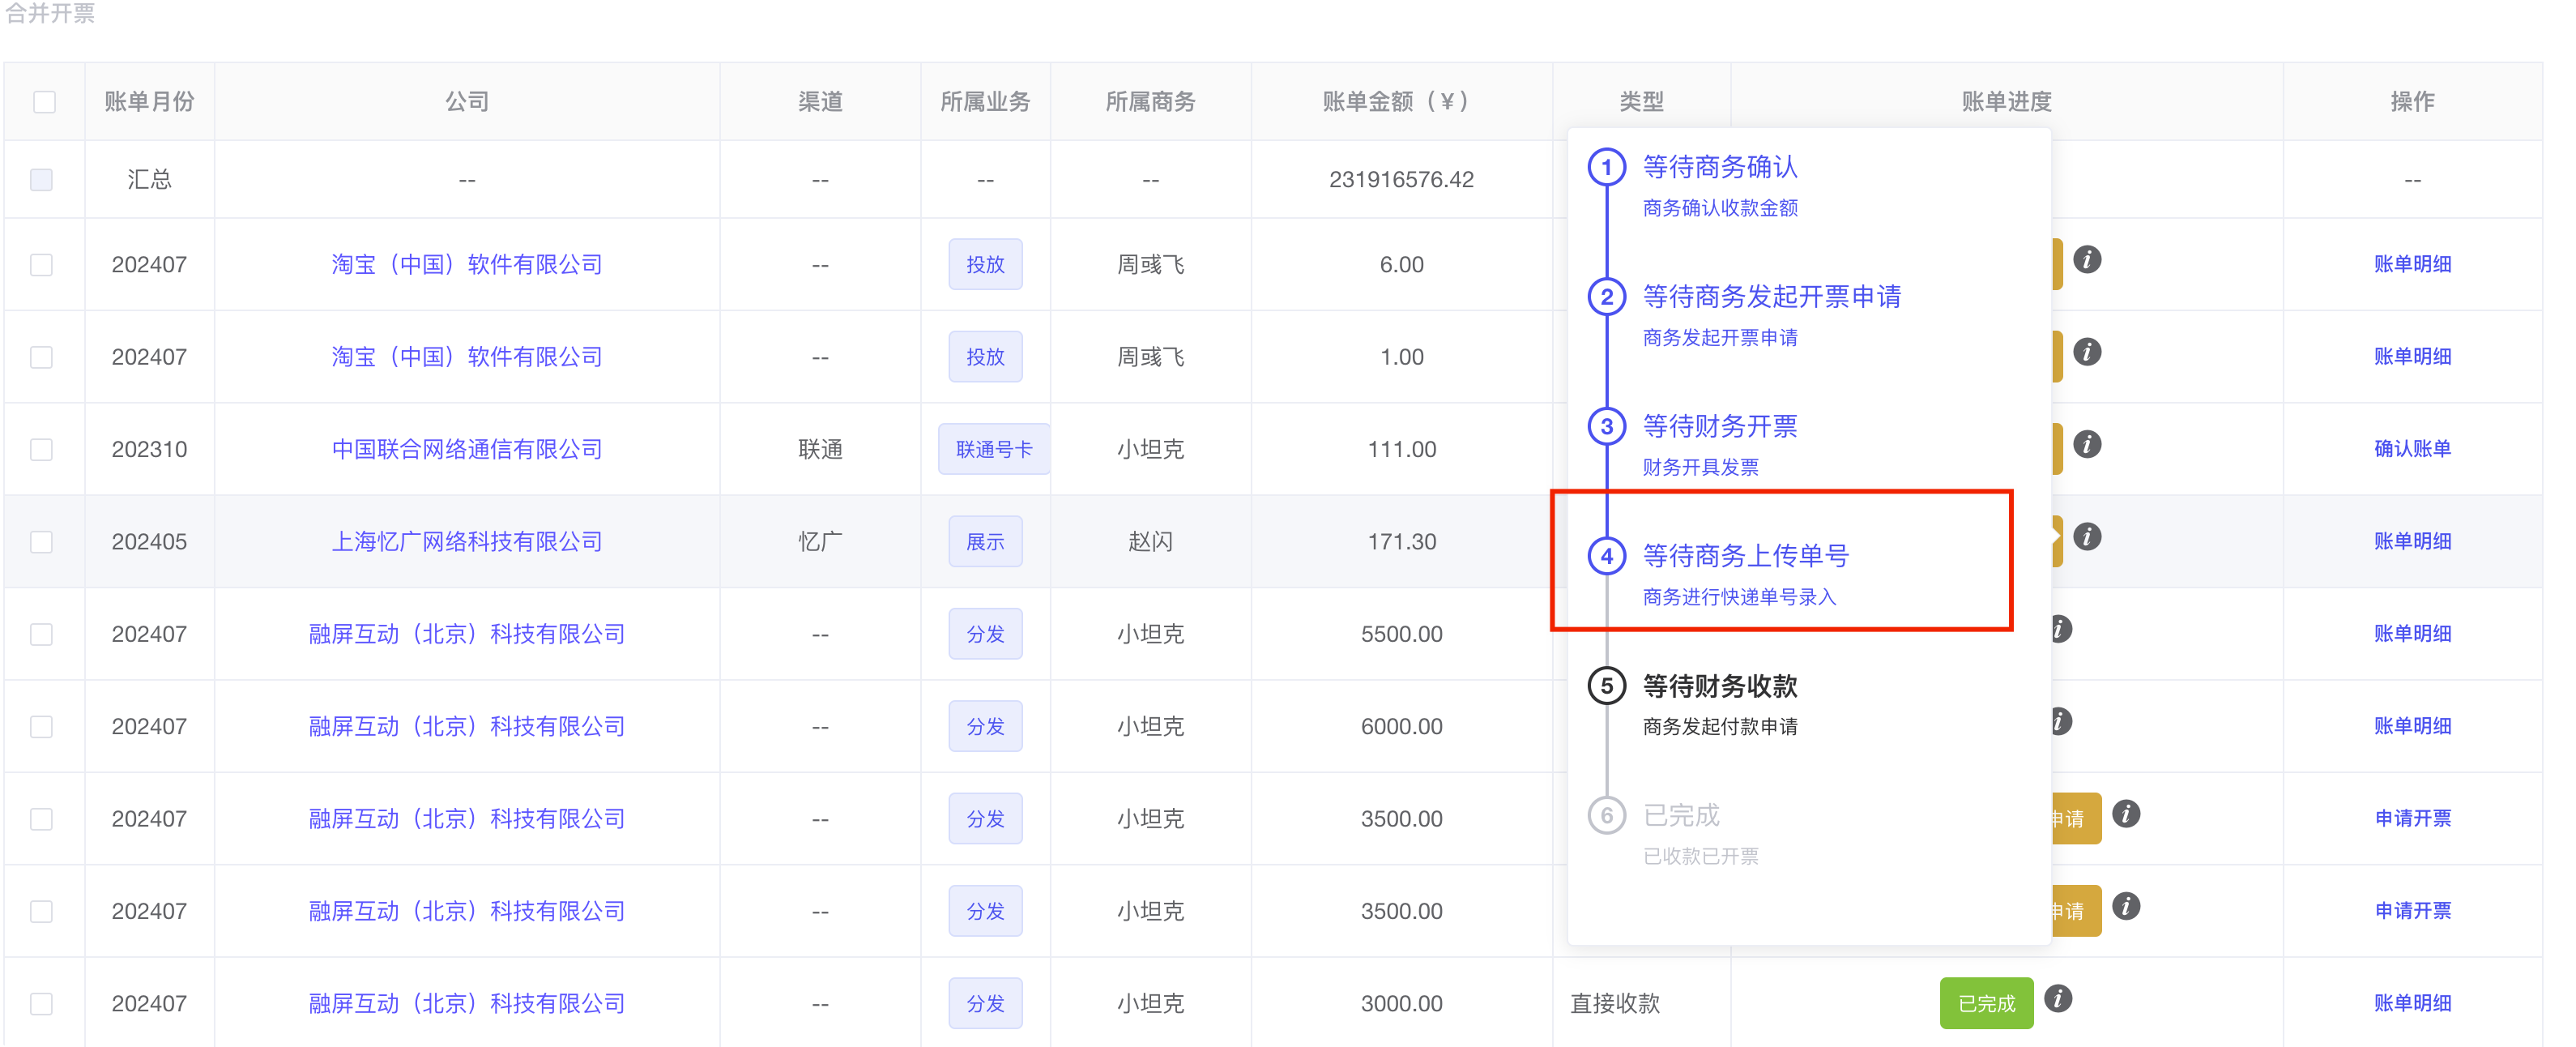 合并开票
账单月份 公司 渠道 所属业务 所属商务 账单金额（¥） 类型 账单进度 操作
汇总 -- -- -- -- 231916576.42 --
202407 淘宝（中国）软件有限公司 -- 投放 周彧飞 6.00 账单明细
202407 淘宝（中国）软件有限公司 -- 投放 周彧飞 1.00 账单明细
202310 中国联合网络通信有限公司 联通 联通号卡 小坦克 111.00 确认账单
202405 上海忆广网络科技有限公司 忆广 展示 赵闪 171.30 账单明细
202407 融屏互动（北京）科技有限公司 -- 分发 小坦克 5500.00 账单明细
202407 融屏互动（北京）科技有限公司 -- 分发 小坦克 6000.00 账单明细
202407 融屏互动（北京）科技有限公司 -- 分发 小坦克 3500.00 申请 申请开票
202407 融屏互动（北京）科技有限公司 -- 分发 小坦克 3500.00 申请 申请开票
202407 融屏互动（北京）科技有限公司 -- 分发 小坦克 3000.00 直接收款 已完成 账单明细
1 等待商务确认
商务确认收款金额
2 等待商务发起开票申请
商务发起开票申请
3 等待财务开票
财务开具发票
4 等待商务上传单号
商务进行快递单号录入
5 等待财务收款
商务发起付款申请
6 已完成
已收款已开票